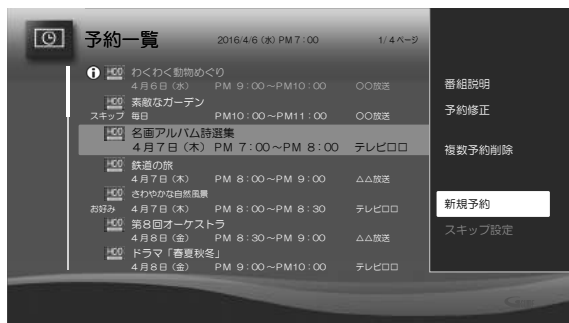 予約一覧 2016/4/6 (水) PM 7:00 1/4ページ
HDD わくわく動物めぐり
4月6日(水) PM 9:00~PM10:00 〇〇放送
HDD 素敵なガーデン
スキップ 毎日 PM10:00~PM11:00 〇〇放送
HDD 名画アルバム詩選集
4月7日(木) PM 7:00~PM 8:00 テレビ□□
HDD 鉄道の旅
4月7日(木) PM 8:00~PM 9:00 △△放送
HDD さわやかな自然風景
お好み 4月7日(木) PM 8:00~PM 8:30 テレビ□□
HDD 第8回オーケストラ
4月8日(金) PM 8:30~PM 9:00 △△放送
HDD ドラマ「春夏秋冬」
4月8日(金) PM 9:00~PM10:00 テレビ□□
番組説明
予約修正
複数予約削除
新規予約
スキップ設定